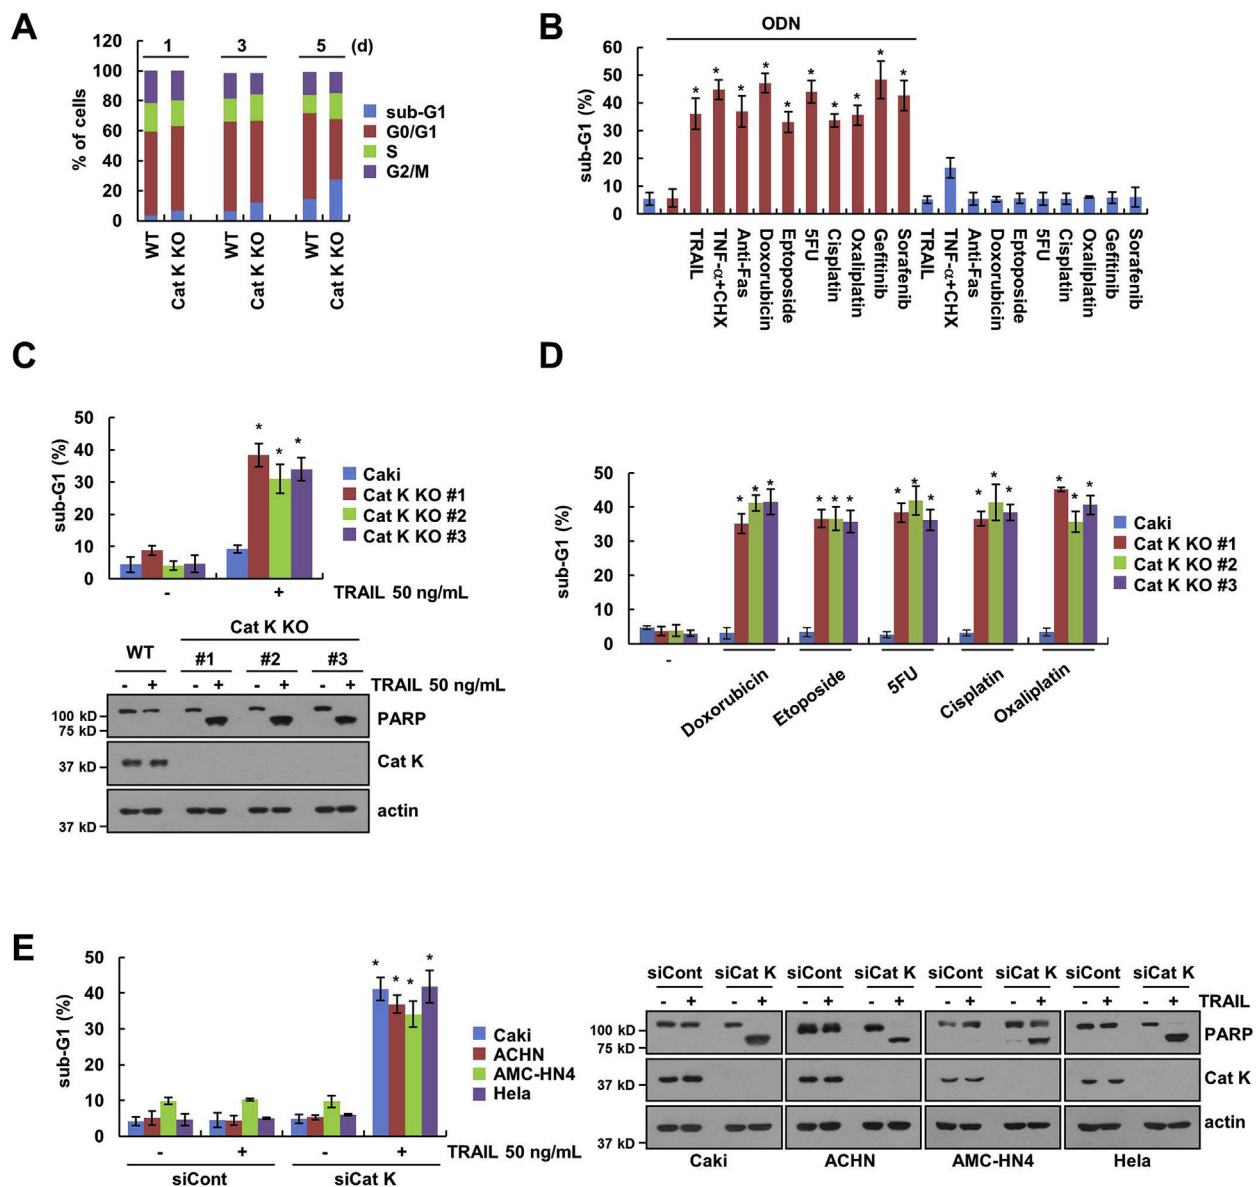 A
120
100
80
60
40
20
0
% of cells
1 3 5 (d)
sub-G1
G0/G1
S
G2/M
WT
Cat K KO
WT
Cat K KO
WT
Cat K KO
B
ODN
60
50
40
30
20
10
0
sub-G1 (%)
* * * * * * * * * *
TRAIL
TNF-α+CHX
Anti-Fas
Doxorubicin
Eptoposide
5FU
Cisplatin
Oxaliplatin
Gefitinib
Sorafenib
TRAIL
TNF-α+CHX
Anti-Fas
Doxorubicin
Eptoposide
5FU
Cisplatin
Oxaliplatin
Gefitinib
Sorafenib
C
50
40
30
20
10
0
sub-G1 (%)
* * *
Caki
Cat K KO #1
Cat K KO #2
Cat K KO #3
- + TRAIL 50 ng/mL
Cat K KO
WT #1 #2 #3
- + - + - + - + TRAIL 50 ng/mL
100 kD
75 kD
PARP
37 kD
Cat K
actin
37 kD
D
50
40
30
20
10
0
sub-G1 (%)
* * * * * * * * * * * * * * *
Caki
Cat K KO #1
Cat K KO #2
Cat K KO #3
-
Doxorubicin
Etoposide
5FU
Cisplatin
Oxaliplatin
E
50
40
30
20
10
0
sub-G1 (%)
* * * *
Caki
ACHN
AMC-HN4
Hela
- + - + TRAIL 50 ng/mL
siCont siCat K
siCont siCat K siCont siCat K siCont siCat K siCont siCat K
- + - + - + - + - + - + - + - + TRAIL
100 kD
75 kD
PARP
37 kD
Cat K
actin
37 kD
Caki ACHN AMC-HN4 Hela